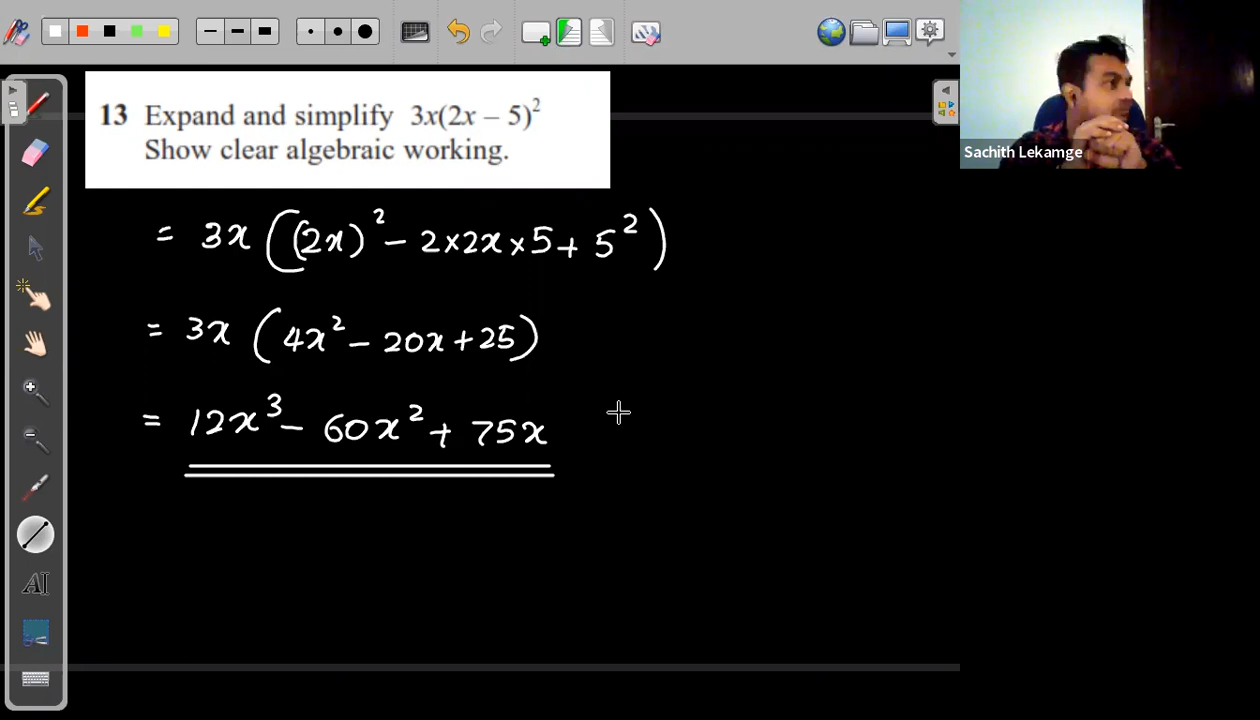 13 Expand and simplify 3x(2x – 5)²
Show clear algebraic working.
Sachith Lekamge
= 3x ((2x)² – 2×2x×5 + 5²)
= 3x (4x² – 20x + 25)
= 12x³ – 60x² + 75x
AI